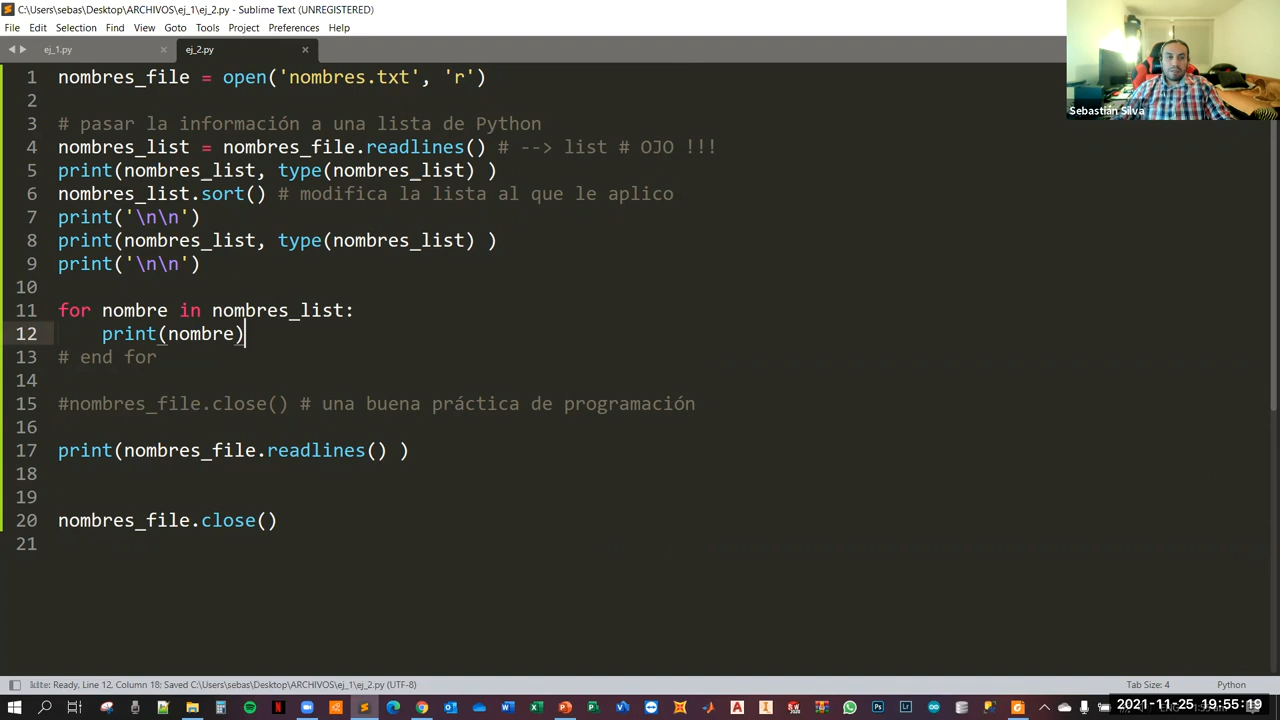 C:\Users\sebas\Desktop\ARCHIVOS\ej_1\ej_2.py - Sublime Text (UNREGISTERED)
File Edit Selection Find View Goto Tools Project Preferences Help
ej_1.py × ej_2.py ×
Sebastián Silva
1 nombres_file = open('nombres.txt', 'r')
2
3 # pasar la información a una lista de Python
4 nombres_list = nombres_file.readlines() # --> list # OJO !!!
5 print(nombres_list, type(nombres_list) )
6 nombres_list.sort() # modifica la lista al que le aplico
7 print('\n\n')
8 print(nombres_list, type(nombres_list) )
9 print('\n\n')
10
11 for nombre in nombres_list:
12     print(nombre)
13 # end for
14
15 #nombres_file.close() # una buena práctica de programación
16
17 print(nombres_file.readlines() )
18
19
20 nombres_file.close()
21
Ready, Line 12, Column 18; Saved C:\Users\sebas\Desktop\ARCHIVOS\ej_1\ej_2.py (UTF-8) Tab Size: 4 Python
2021-11-25 19:55:19